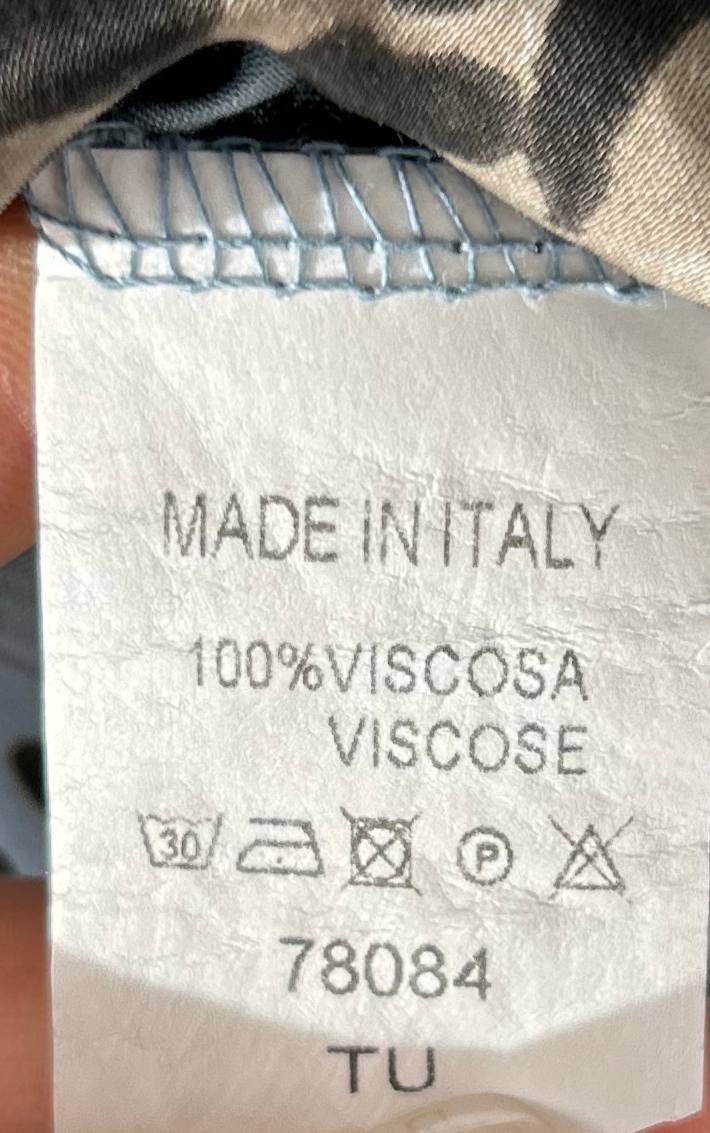 MADE IN ITALY
100%VISCOSA
VISCOSE
30 P
78084
TU